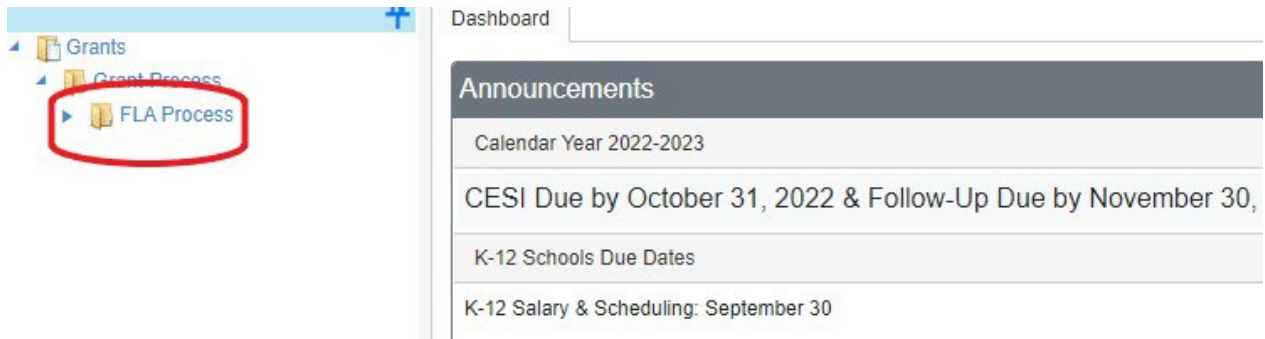 Grants
Grant Process
FLA Process
Dashboard
Announcements
Calendar Year 2022-2023
CESI Due by October 31, 2022 & Follow-Up Due by November 30,
K-12 Schools Due Dates
K-12 Salary & Scheduling: September 30